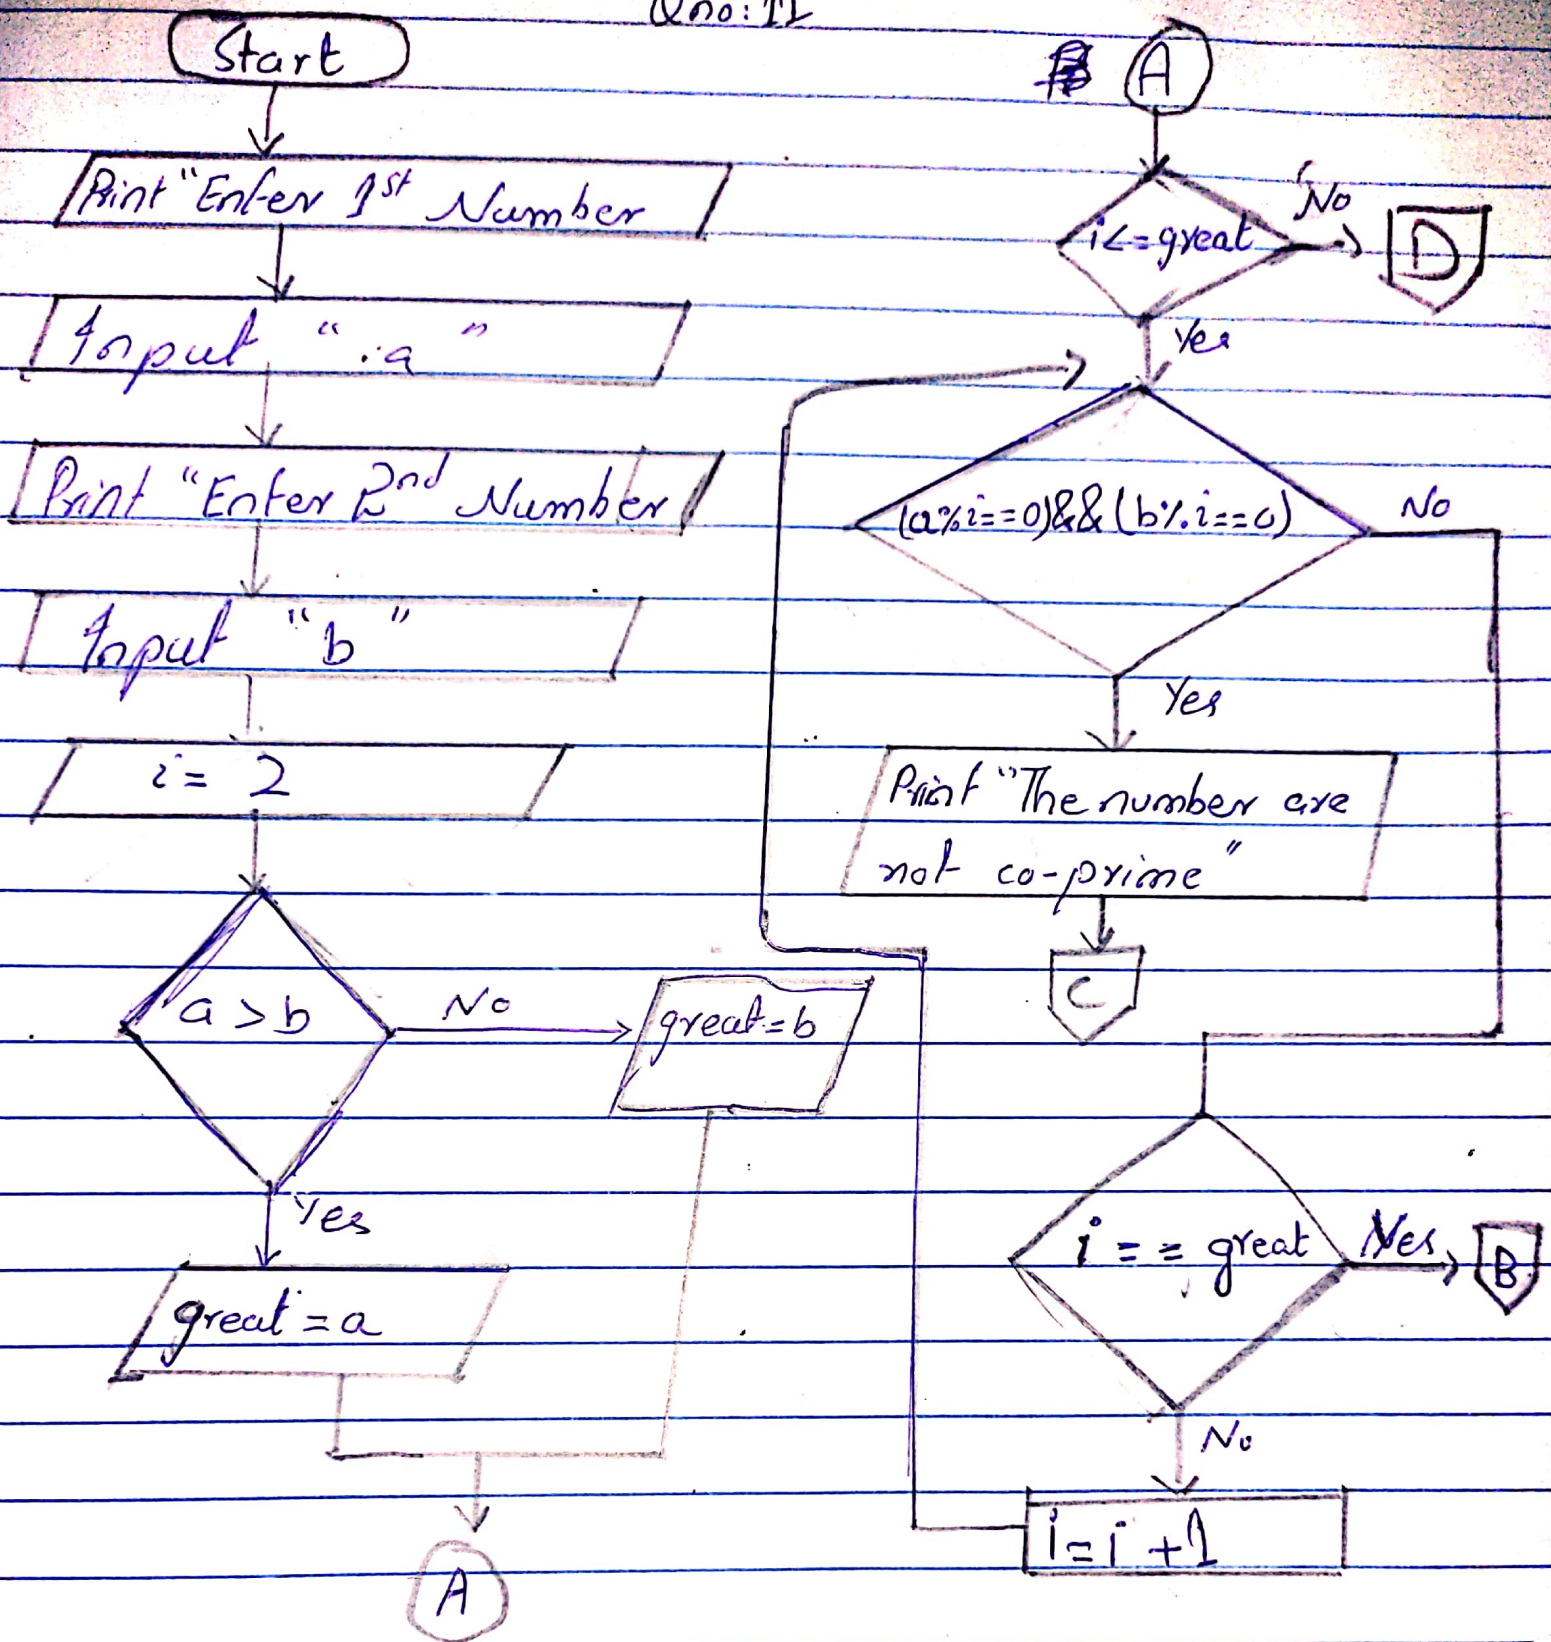 Qno: 11
Start
Print "Enter 1st Number
Input "a"
Print "Enter 2nd Number
Input "b"
i = 2
a > b
No
great = b
Yes
great = a
A
A
i <= great
No
D
Yes
(a%i==0)&&(b%i==0)
No
Yes
Print "The number are
not co-prime"
C
i == great
Yes
B
No
i = i + 1